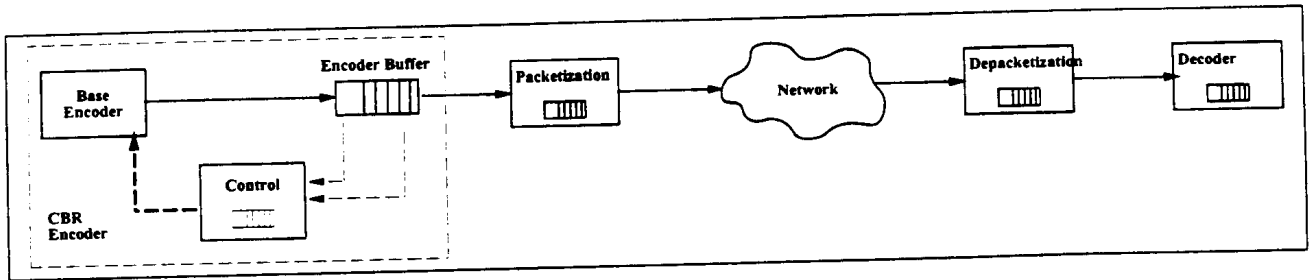 Base
Encoder
Encoder Buffer
Packetization
Network
Depacketization
Decoder
Control
CBR
Encoder